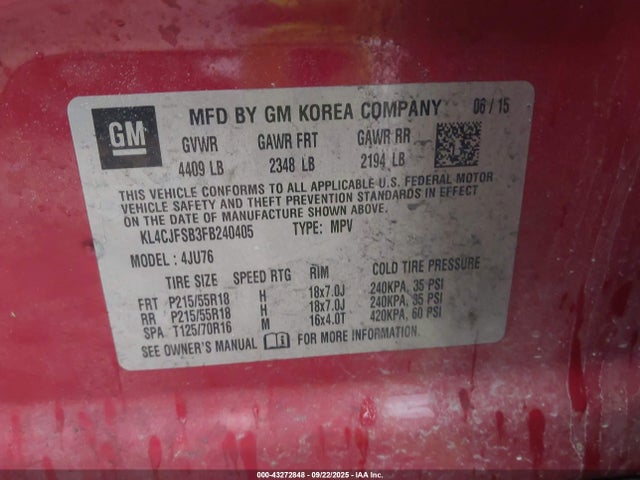 GM
MFD BY GM KOREA COMPANY 06/15
GVWR GAWR FRT GAWR RR
4409 LB 2348 LB 2194 LB
THIS VEHICLE CONFORMS TO ALL APPLICABLE U.S. FEDERAL MOTOR
VEHICLE SAFETY, BUMPER, AND THEFT PREVENTION STANDARDS IN EFFECT
ON THE DATE OF MANUFACTURE SHOWN ABOVE.
KL4CJFSB3FB240405 TYPE: MPV
MODEL : 4JU76
TIRE SIZE SPEED RTG RIM COLD TIRE PRESSURE
FRT P215/55R18 H 18x7.0J 240KPA, 35 PSI
RR P215/55R18 H 18x7.0J 240KPA, 35 PSI
SPA T125/70R16 M 16x4.0T 420KPA, 60 PSI
SEE OWNER'S MANUAL i FOR MORE INFORMATION.
000-43272848 - 09/22/2025 - IAA Inc.